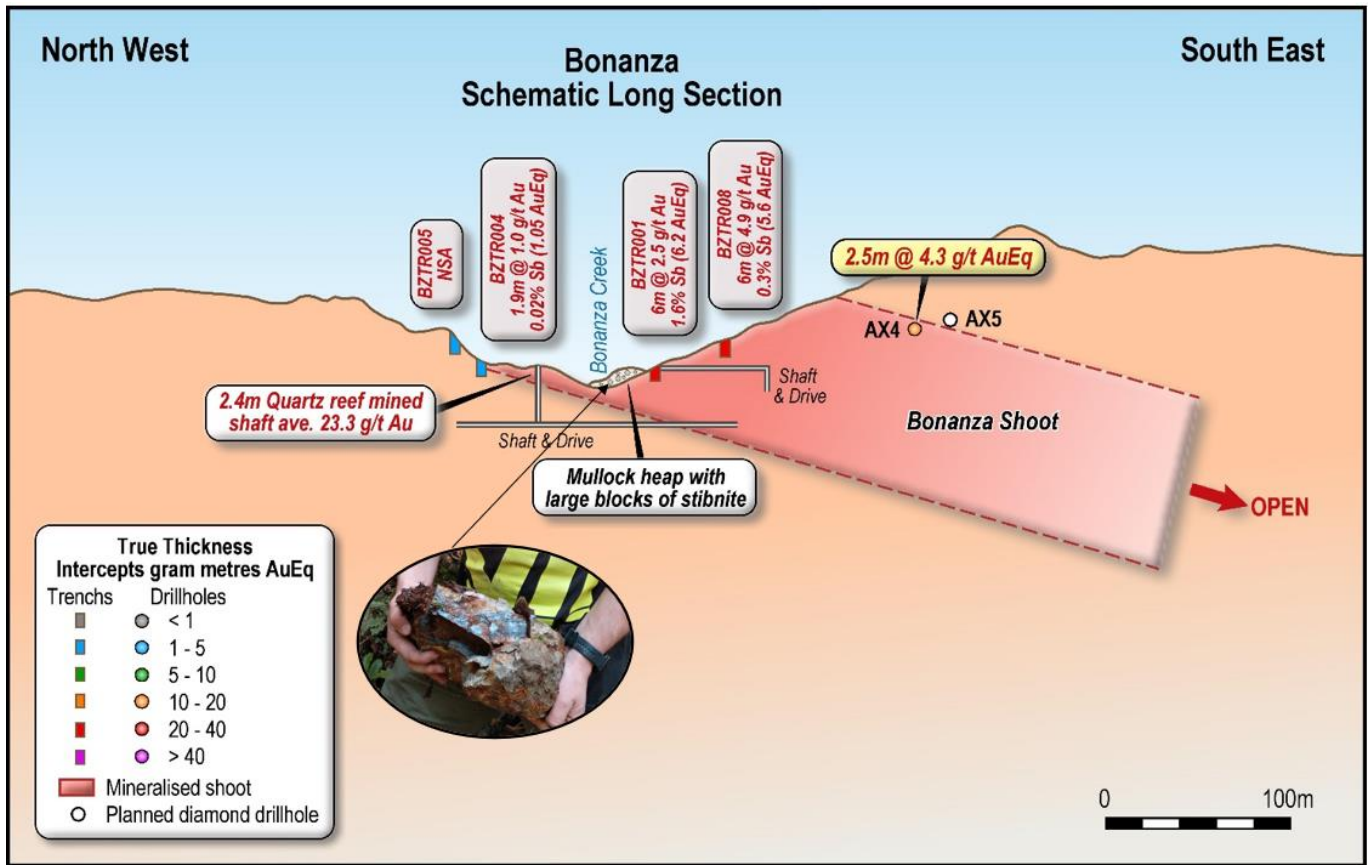 North West
Bonanza
Schematic Long Section
South East
BZTR005
NSA
BZTR004
1.9m @ 1.0 g/t Au
0.02% Sb (1.05 AuEq)
Bonanza Creek
BZTR001
6m @ 2.5 g/t Au
1.6% Sb (6.2 AuEq)
BZTR008
6m @ 4.9 g/t Au
0.3% Sb (5.6 AuEq)
2.5m @ 4.3 g/t AuEq
AX4
AX5
Shaft
& Drive
2.4m Quartz reef mined
shaft ave. 23.3 g/t Au
Shaft & Drive
Bonanza Shoot
Mullock heap with
large blocks of stibnite
OPEN
True Thickness
Intercepts gram metres AuEq
Trenchs Drillholes
< 1
1 - 5
5 - 10
10 - 20
20 - 40
> 40
Mineralised shoot
Planned diamond drillhole
0 100m